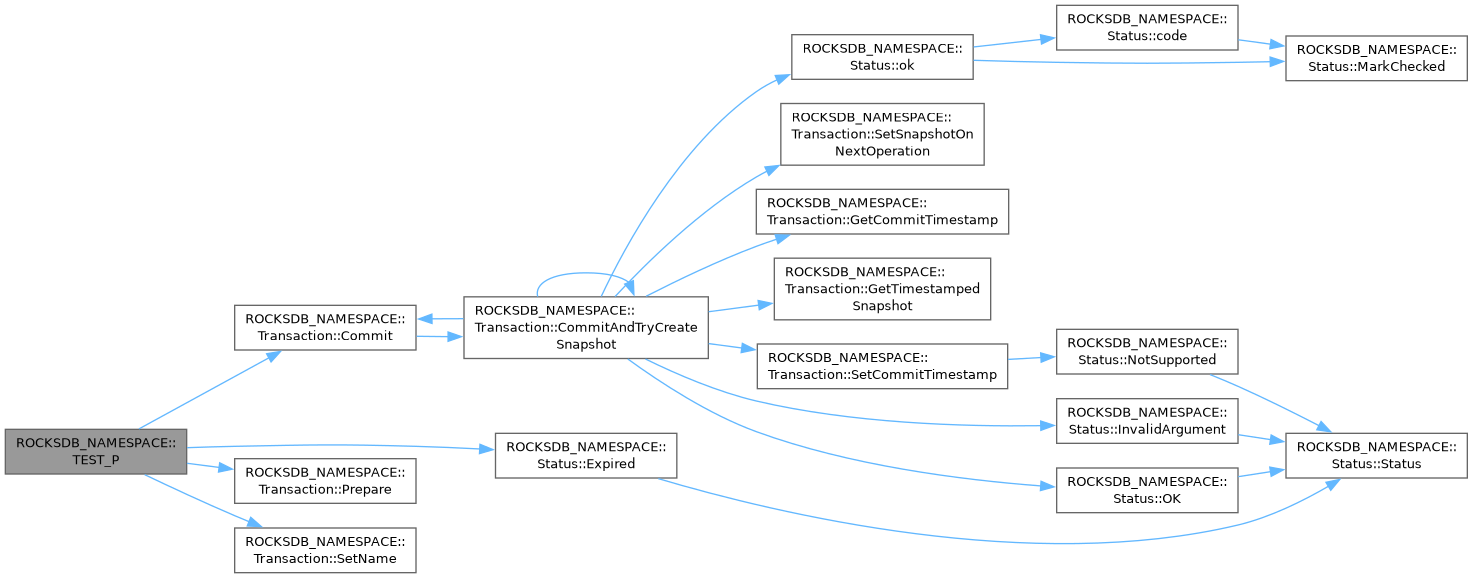 ROCKSDB_NAMESPACE::
TEST_P
ROCKSDB_NAMESPACE::
Transaction::Commit
ROCKSDB_NAMESPACE::
Transaction::CommitAndTryCreate
Snapshot
ROCKSDB_NAMESPACE::
Status::ok
ROCKSDB_NAMESPACE::
Status::code
ROCKSDB_NAMESPACE::
Status::MarkChecked
ROCKSDB_NAMESPACE::
Transaction::SetSnapshotOn
NextOperation
ROCKSDB_NAMESPACE::
Transaction::GetCommitTimestamp
ROCKSDB_NAMESPACE::
Transaction::GetTimestamped
Snapshot
ROCKSDB_NAMESPACE::
Transaction::SetCommitTimestamp
ROCKSDB_NAMESPACE::
Status::NotSupported
ROCKSDB_NAMESPACE::
Status::InvalidArgument
ROCKSDB_NAMESPACE::
Status::OK
ROCKSDB_NAMESPACE::
Status::Status
ROCKSDB_NAMESPACE::
Status::Expired
ROCKSDB_NAMESPACE::
Transaction::Prepare
ROCKSDB_NAMESPACE::
Transaction::SetName